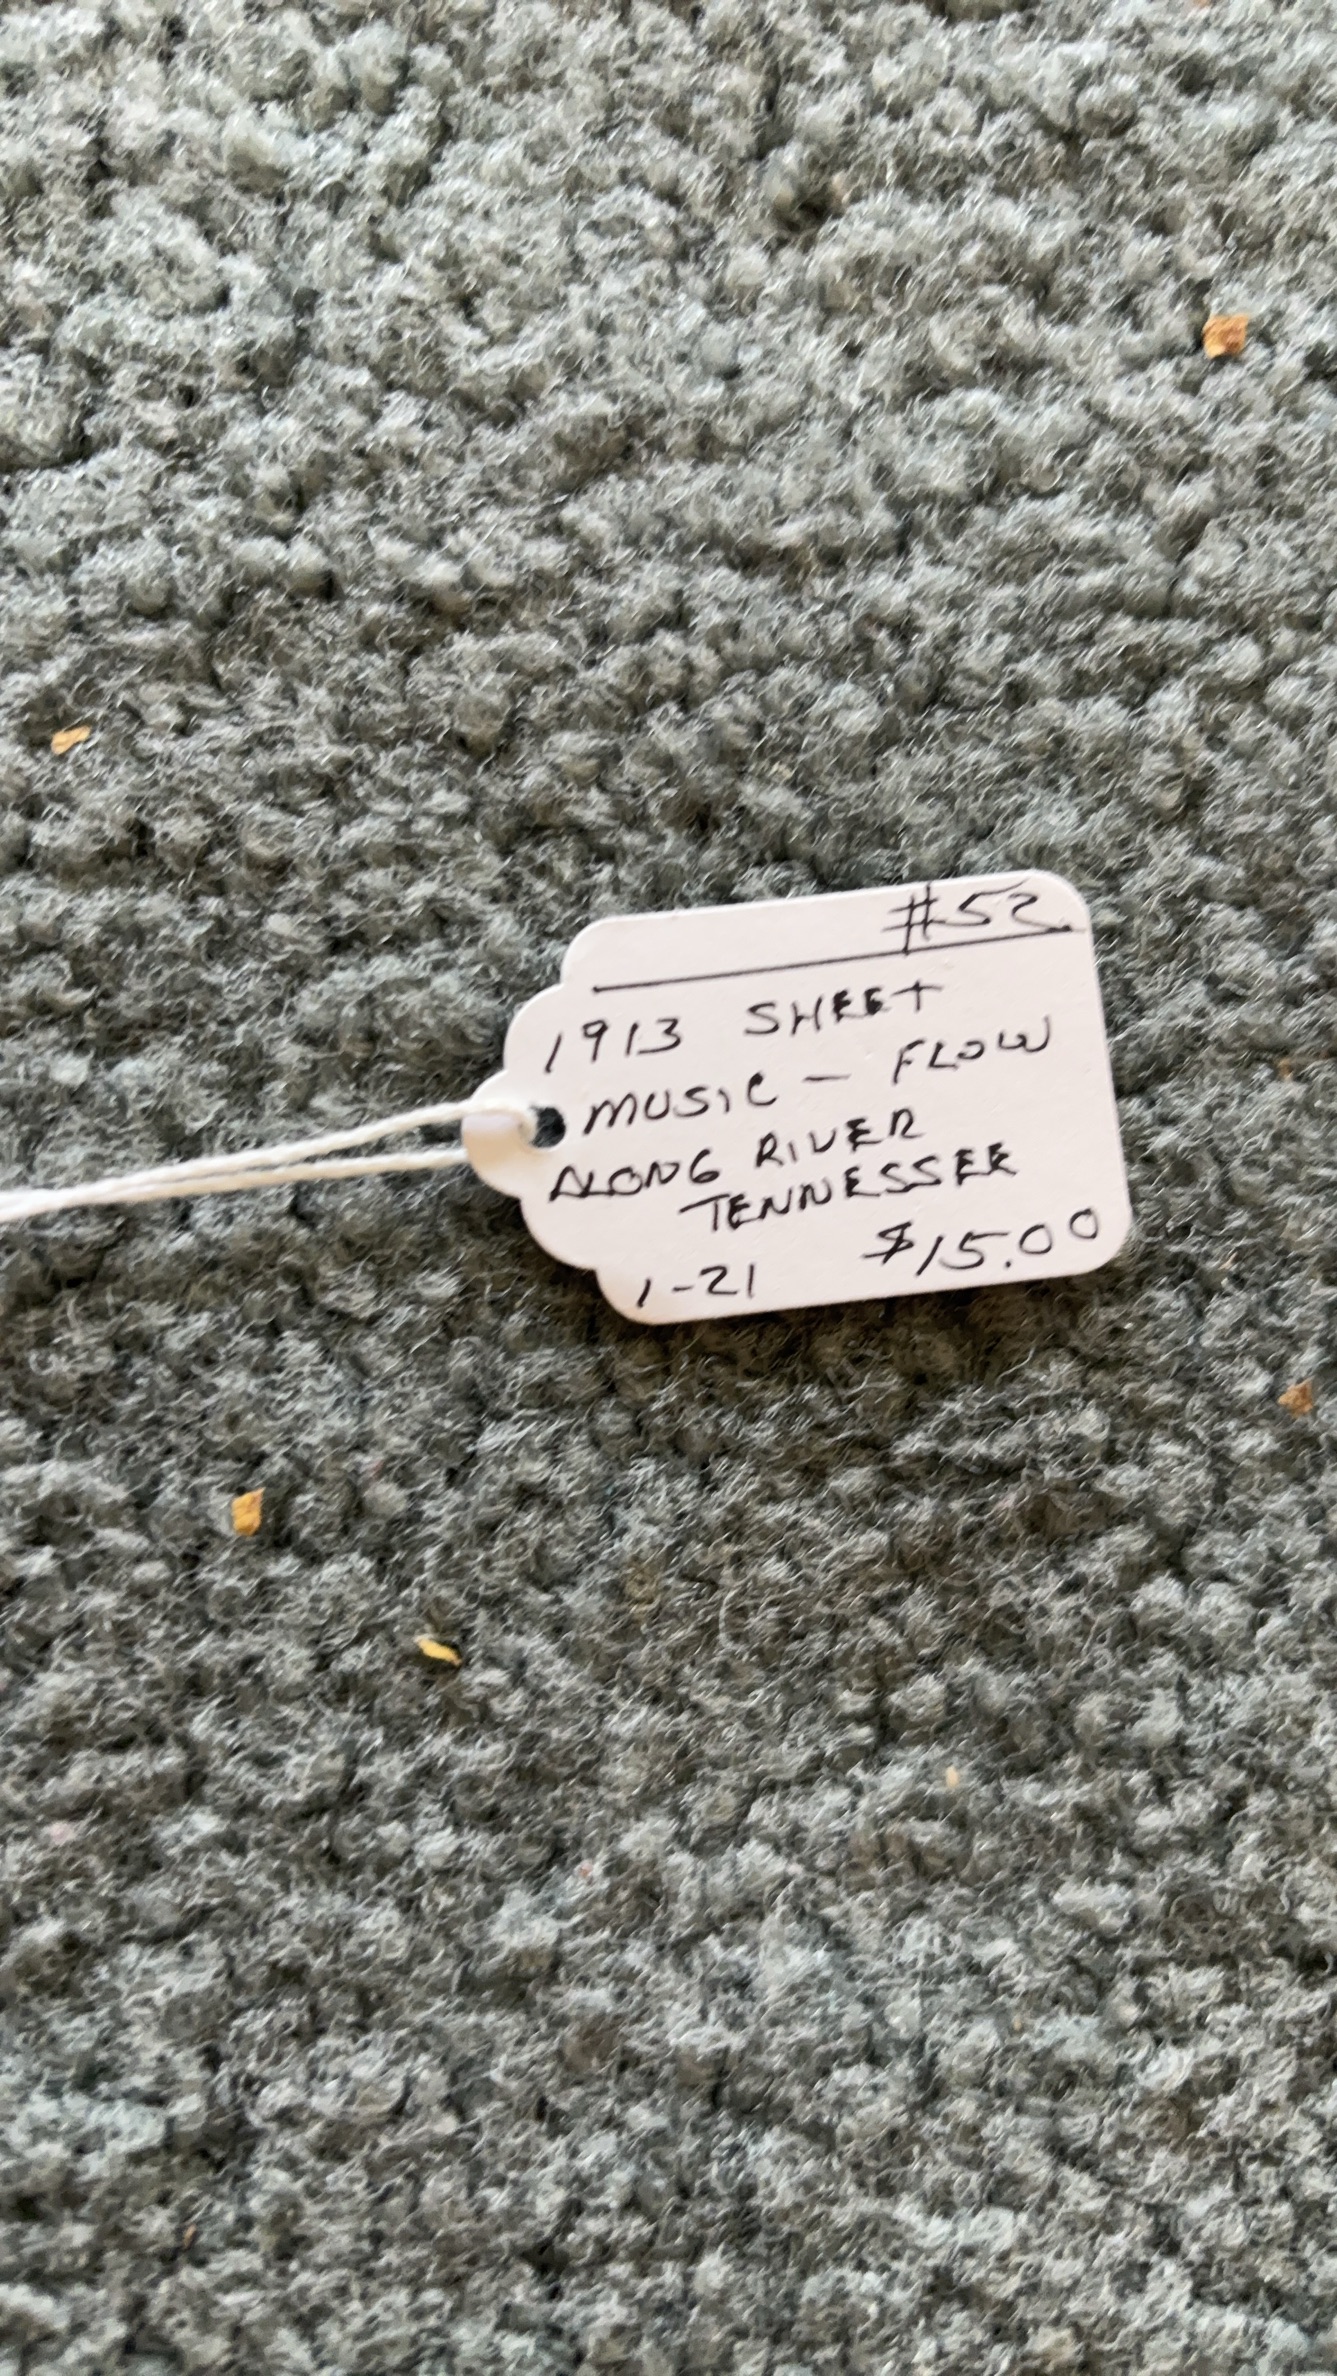 #52
1913 SHEET
MUSIC - FLOW
ALONG RIVER
TENNESSEE
1-21 $15.00